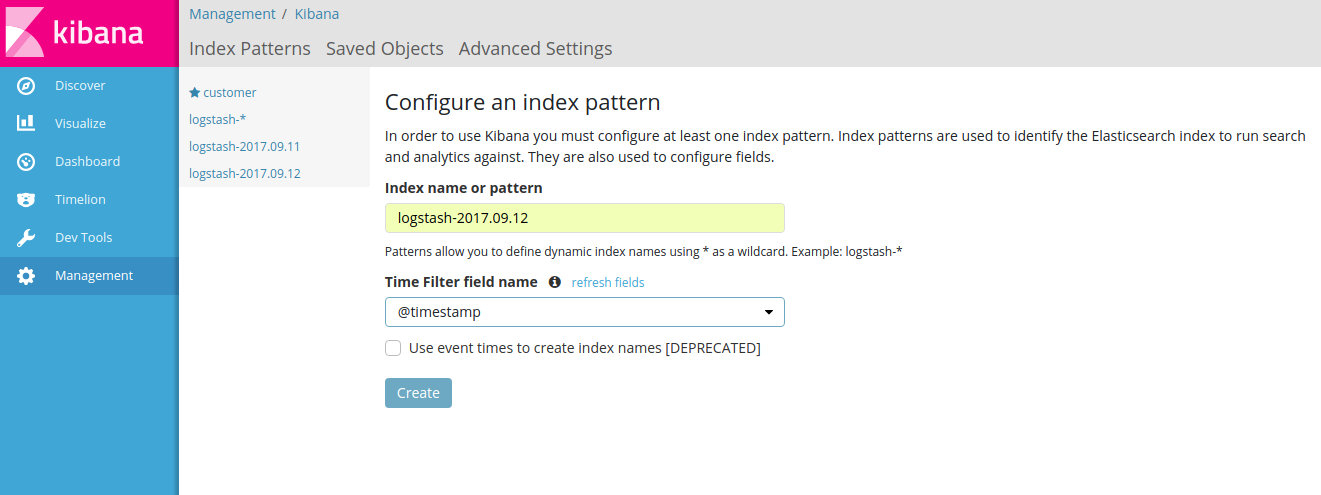 kibana
Discover
Visualize
Dashboard
Timelion
Dev Tools
Management
Management / Kibana
Index Patterns Saved Objects Advanced Settings
customer
logstash-*
logstash-2017.09.11
logstash-2017.09.12
Configure an index pattern
In order to use Kibana you must configure at least one index pattern. Index patterns are used to identify the Elasticsearch index to run search
and analytics against. They are also used to configure fields.
Index name or pattern
logstash-2017.09.12
Patterns allow you to define dynamic index names using * as a wildcard. Example: logstash-*
Time Filter field name refresh fields
@timestamp
Use event times to create index names [DEPRECATED]
Create